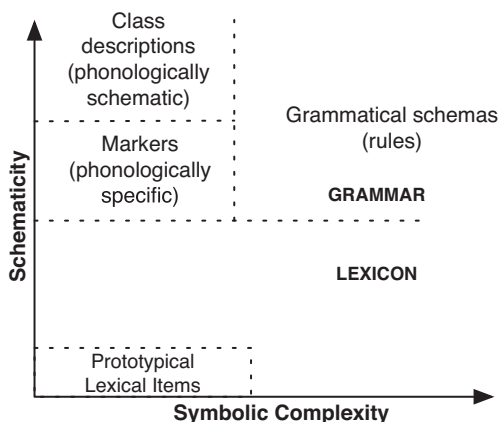 Class
descriptions
(phonologically
schematic)
Markers
(phonologically
specific)
Grammatical schemas
(rules)
GRAMMAR
LEXICON
Schematicity
Prototypical
Lexical Items
Symbolic Complexity